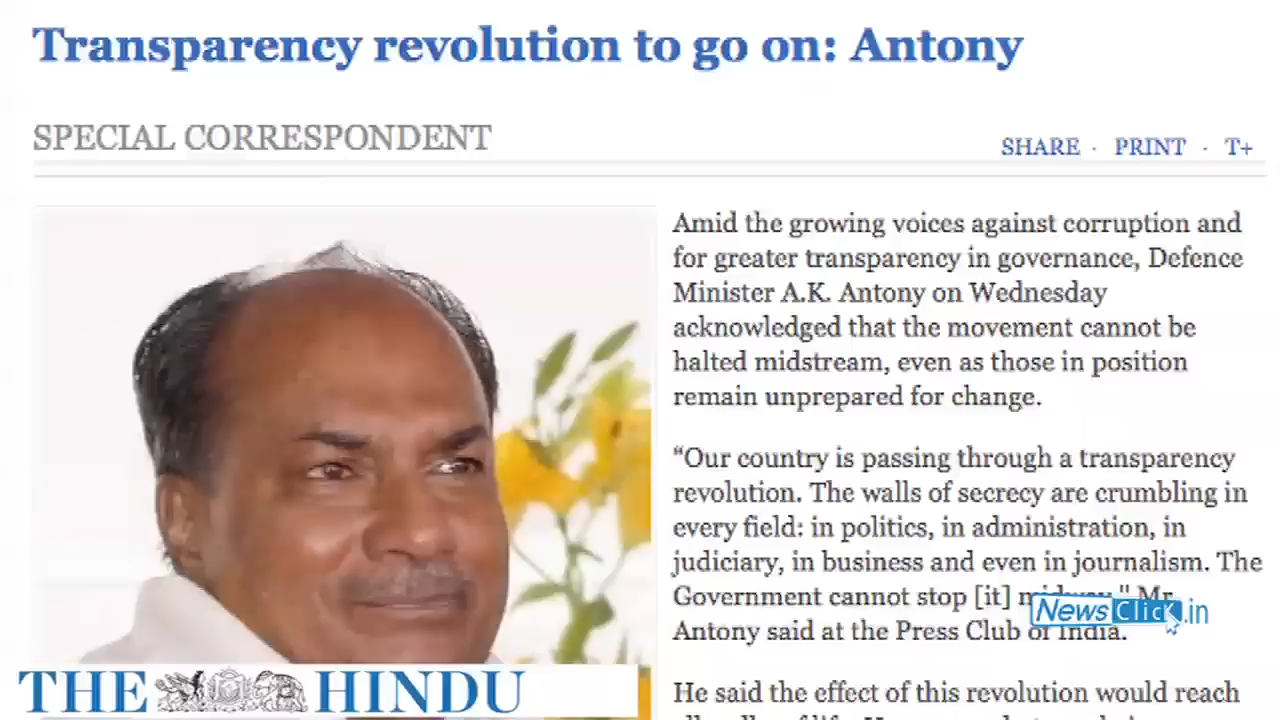 Transparency revolution to go on: Antony
SPECIAL CORRESPONDENT
SHARE · PRINT · T+
Amid the growing voices against corruption and
for greater transparency in governance, Defence
Minister A.K. Antony on Wednesday
acknowledged that the movement cannot be
halted midstream, even as those in position
remain unprepared for change.
“Our country is passing through a transparency
revolution. The walls of secrecy are crumbling in
every field: in politics, in administration, in
judiciary, in business and even in journalism. The
Government cannot stop [it] Mr.
Antony said at the Press Club of India.
NewsClick.in
He said the effect of this revolution would reach
THE HINDU